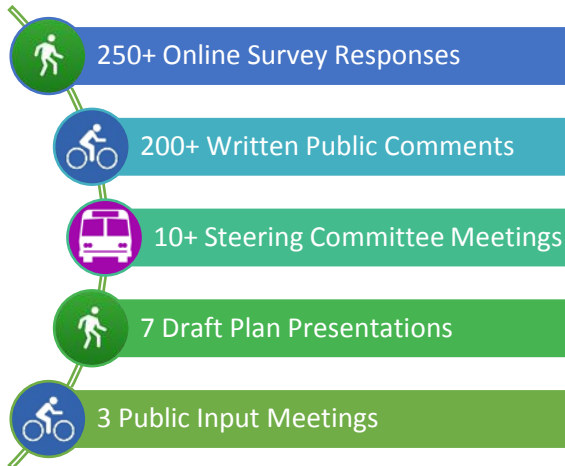 250+ Online Survey Responses
200+ Written Public Comments
10+ Steering Committee Meetings
7 Draft Plan Presentations
3 Public Input Meetings